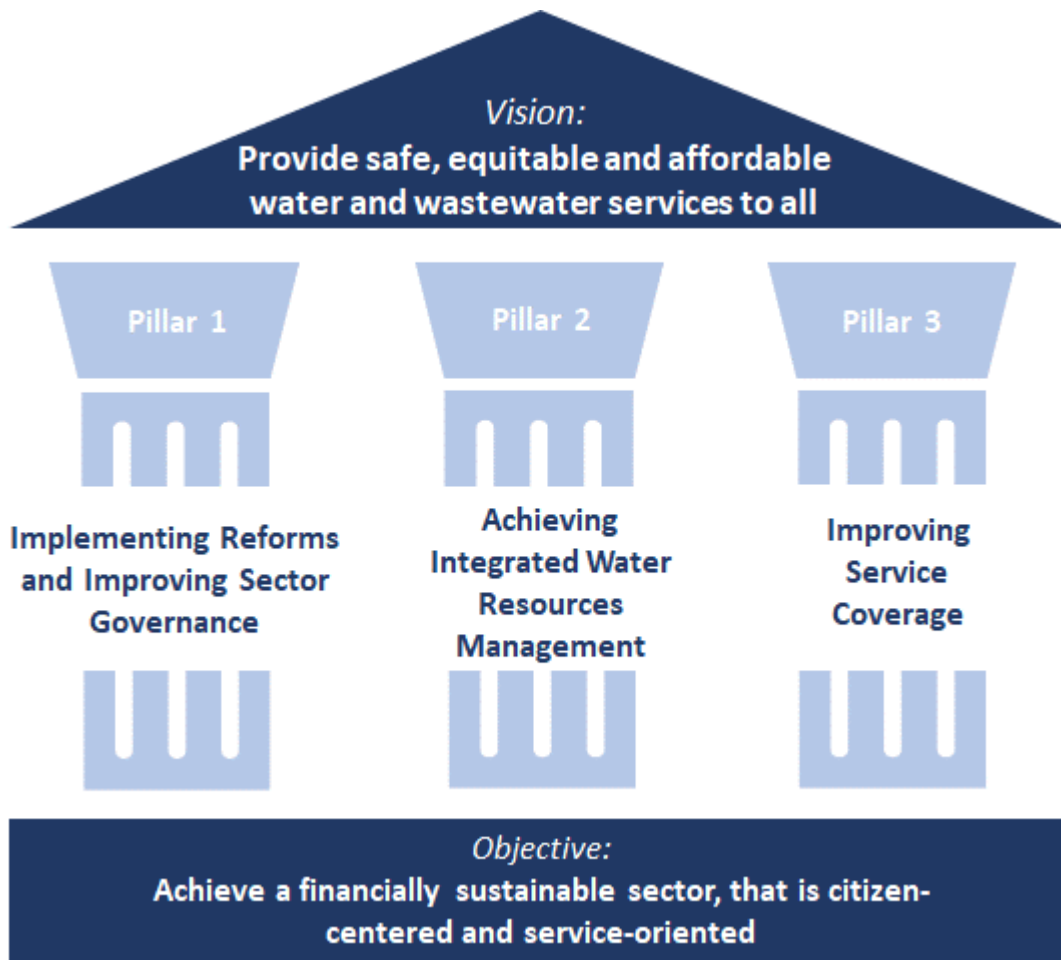 Vision:
Provide safe, equitable and affordable
water and wastewater services to all
Pillar 1
Pillar 2
Pillar 3
Implementing Reforms
and Improving Sector
Governance
Achieving
Integrated Water
Resources
Management
Improving
Service
Coverage
Objective:
Achieve a financially sustainable sector, that is citizen-
centered and service-oriented